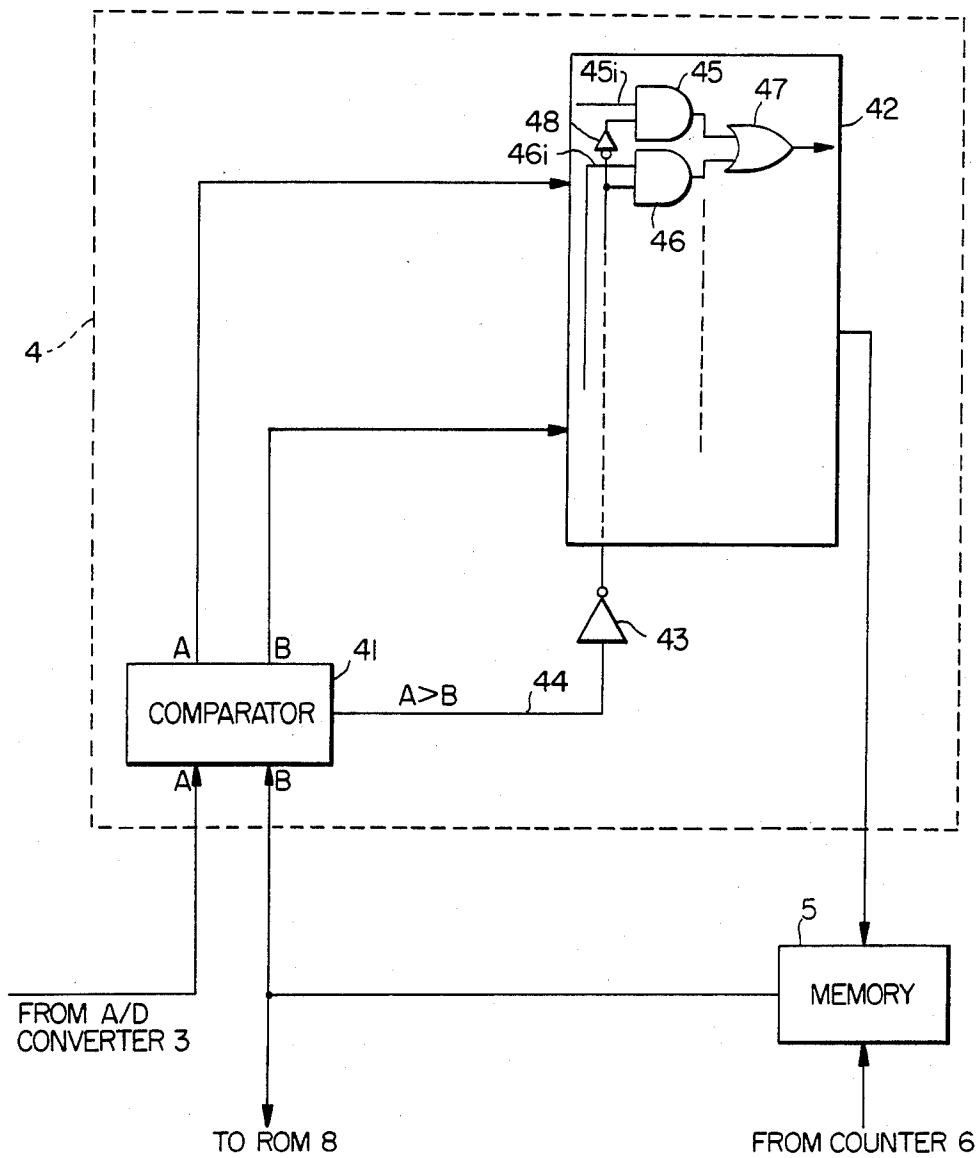 45i
45
47
42
48
46i
46
4
43
A
B
41
A>B
44
COMPARATOR
A
B
5
MEMORY
FROM A/D
CONVERTER 3
TO ROM 8
FROM COUNTER 6